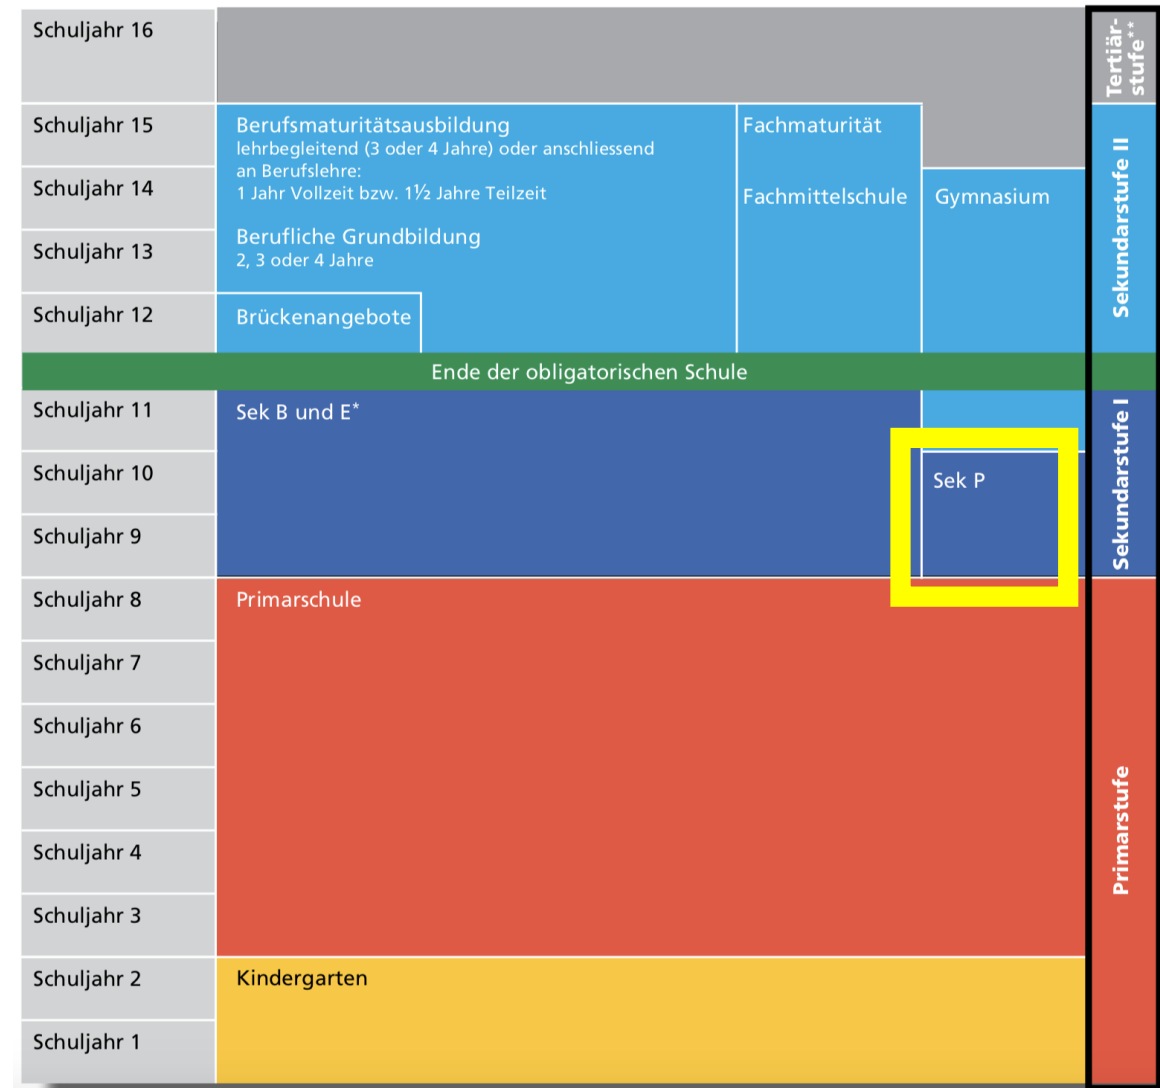 Schuljahr 16
Tertiär-
stufe**
Schuljahr 15
Berufsmaturitätsausbildung
lehrbegleitend (3 oder 4 Jahre) oder anschliessend
an Berufslehre:
1 Jahr Vollzeit bzw. 1½ Jahre Teilzeit
Fachmaturität
Schuljahr 14
Fachmittelschule
Gymnasium
Sekundarstufe II
Schuljahr 13
Berufliche Grundbildung
2, 3 oder 4 Jahre
Schuljahr 12
Brückenangebote
Ende der obligatorischen Schule
Schuljahr 11
Sek B und E*
Sekundarstufe I
Schuljahr 10
Sek P
Schuljahr 9
Schuljahr 8
Primarschule
Schuljahr 7
Schuljahr 6
Schuljahr 5
Primarstufe
Schuljahr 4
Schuljahr 3
Schuljahr 2
Kindergarten
Schuljahr 1